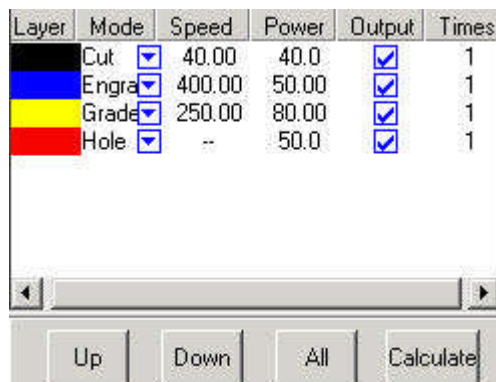 Layer Mode Speed Power Output Times
Cut 40.00 40.0 1
Engra 400.00 50.00 1
Grade 250.00 80.00 1
Hole -- 50.0 1
Up Down All Calculate